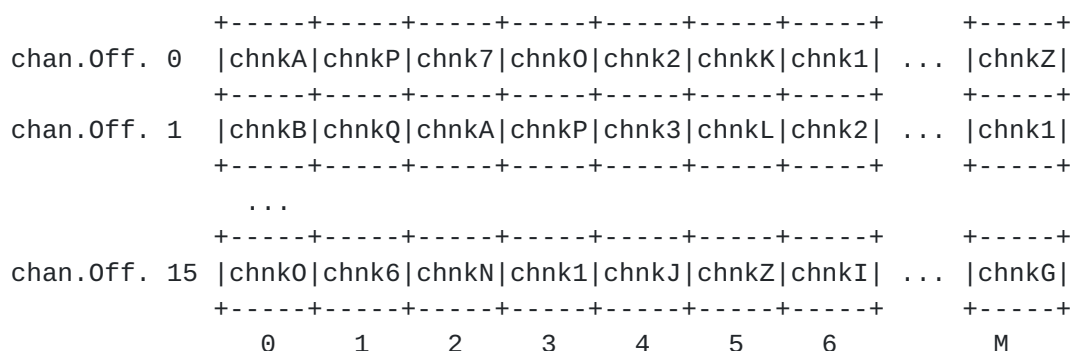 +-----+-----+-----+-----+-----+-----+-----+     +-----+
chan.Off. 0  |chnkA|chnkP|chnk7|chnkO|chnk2|chnkK|chnk1| ... |chnkZ|
             +-----+-----+-----+-----+-----+-----+-----+     +-----+
chan.Off. 1  |chnkB|chnkQ|chnkA|chnkP|chnk3|chnkL|chnk2| ... |chnk1|
             +-----+-----+-----+-----+-----+-----+-----+     +-----+
               ...
             +-----+-----+-----+-----+-----+-----+-----+     +-----+
chan.Off. 15 |chnkO|chnk6|chnkN|chnk1|chnkJ|chnkZ|chnkI| ... |chnkG|
             +-----+-----+-----+-----+-----+-----+-----+     +-----+
                0     1     2     3     4     5     6          M